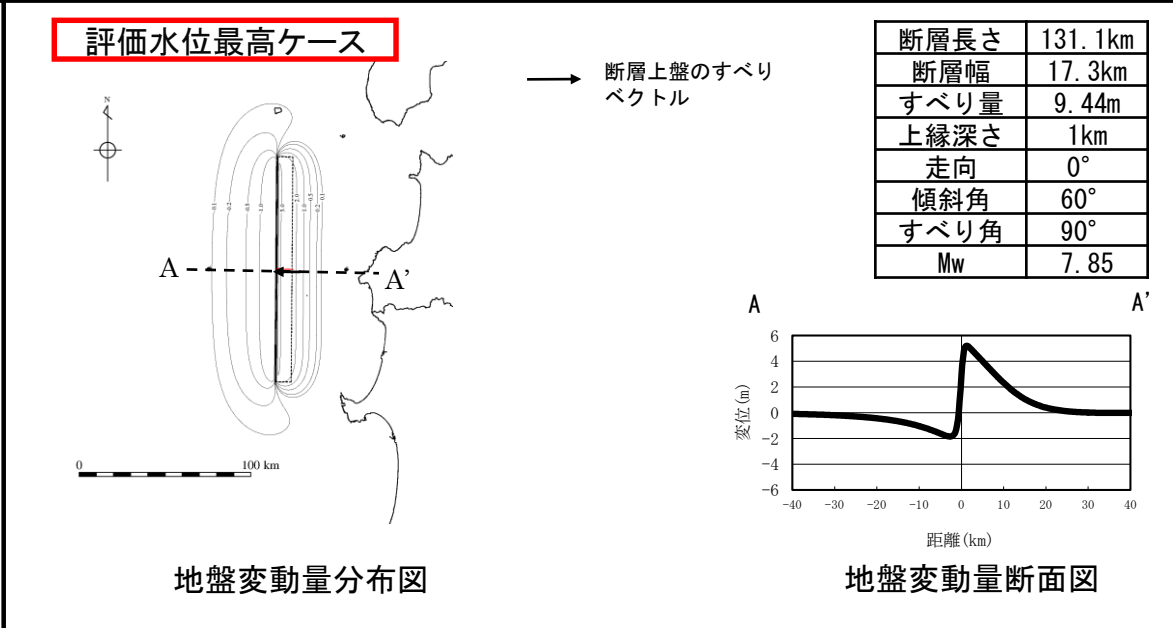 評価水位最高ケース
断層上盤のすべり
ベクトル
N
A
A'
0
100 km
地盤変動量分布図
断層長さ 131.1km
断層幅 17.3km
すべり量 9.44m
上縁深さ 1km
走向 0°
傾斜角 60°
すべり角 90°
Mw 7.85
A
A'
変位(m)
6
4
2
0
-2
-4
-6
-40 -30 -20 -10 0 10 20 30 40
距離(km)
地盤変動量断面図